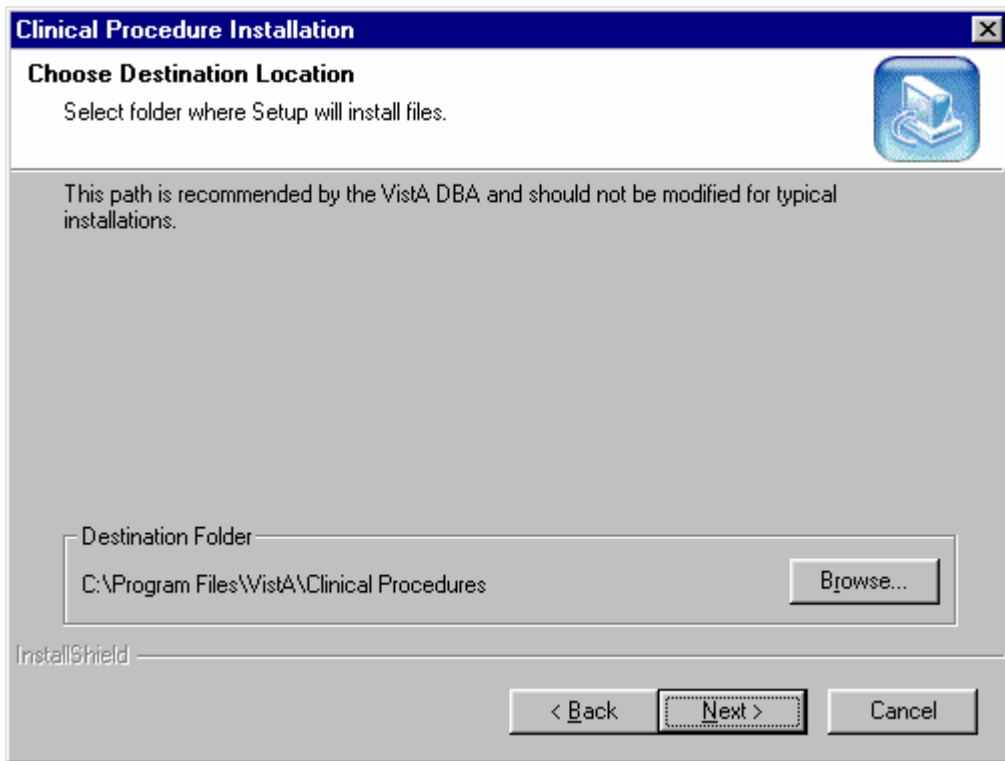 Clinical Procedure Installation
Choose Destination Location
Select folder where Setup will install files.
This path is recommended by the VistA DBA and should not be modified for typical
installations.
Destination Folder
C:\Program Files\VistA\Clinical Procedures
Browse...
InstallShield
< Back
Next >
Cancel